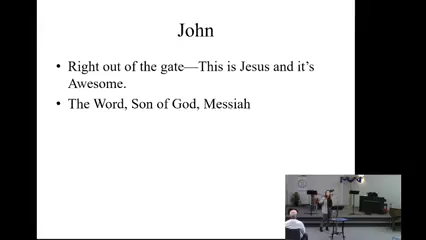 John
• Right out of the gate—This is Jesus and it's
Awesome.
• The Word, Son of God, Messiah